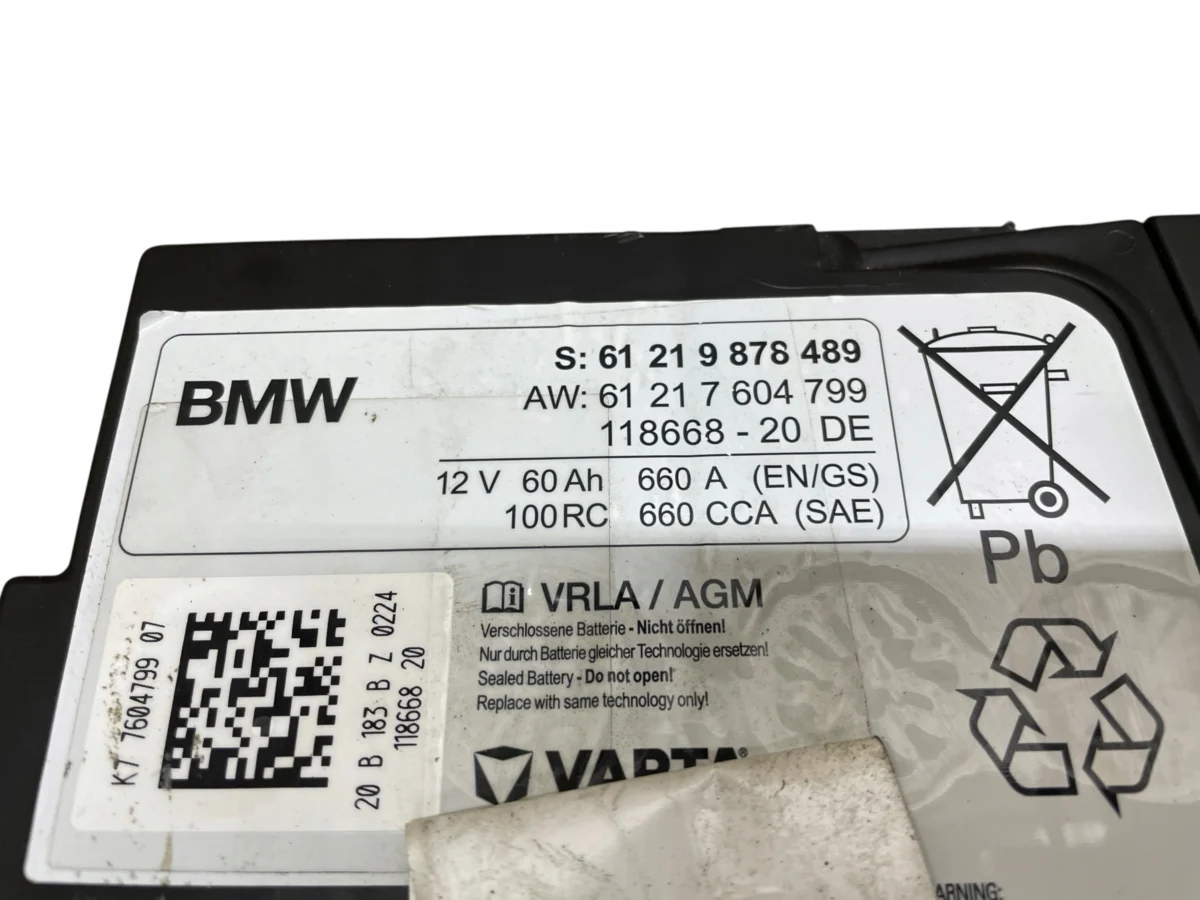 BMW
S: 61 21 9 878 489
AW: 61 21 7 604 799
118668 - 20 DE
12 V 60 Ah 660 A (EN/GS)
100 RC 660 CCA (SAE)
Pb
K7 7604799 07
20 B 183 B Z 0224
118668 20
VRLA / AGM
Verschlossene Batterie - Nicht öffnen!
Nur durch Batterie gleicher Technologie ersetzen!
Sealed Battery - Do not open!
Replace with same technology only!
VARTA®